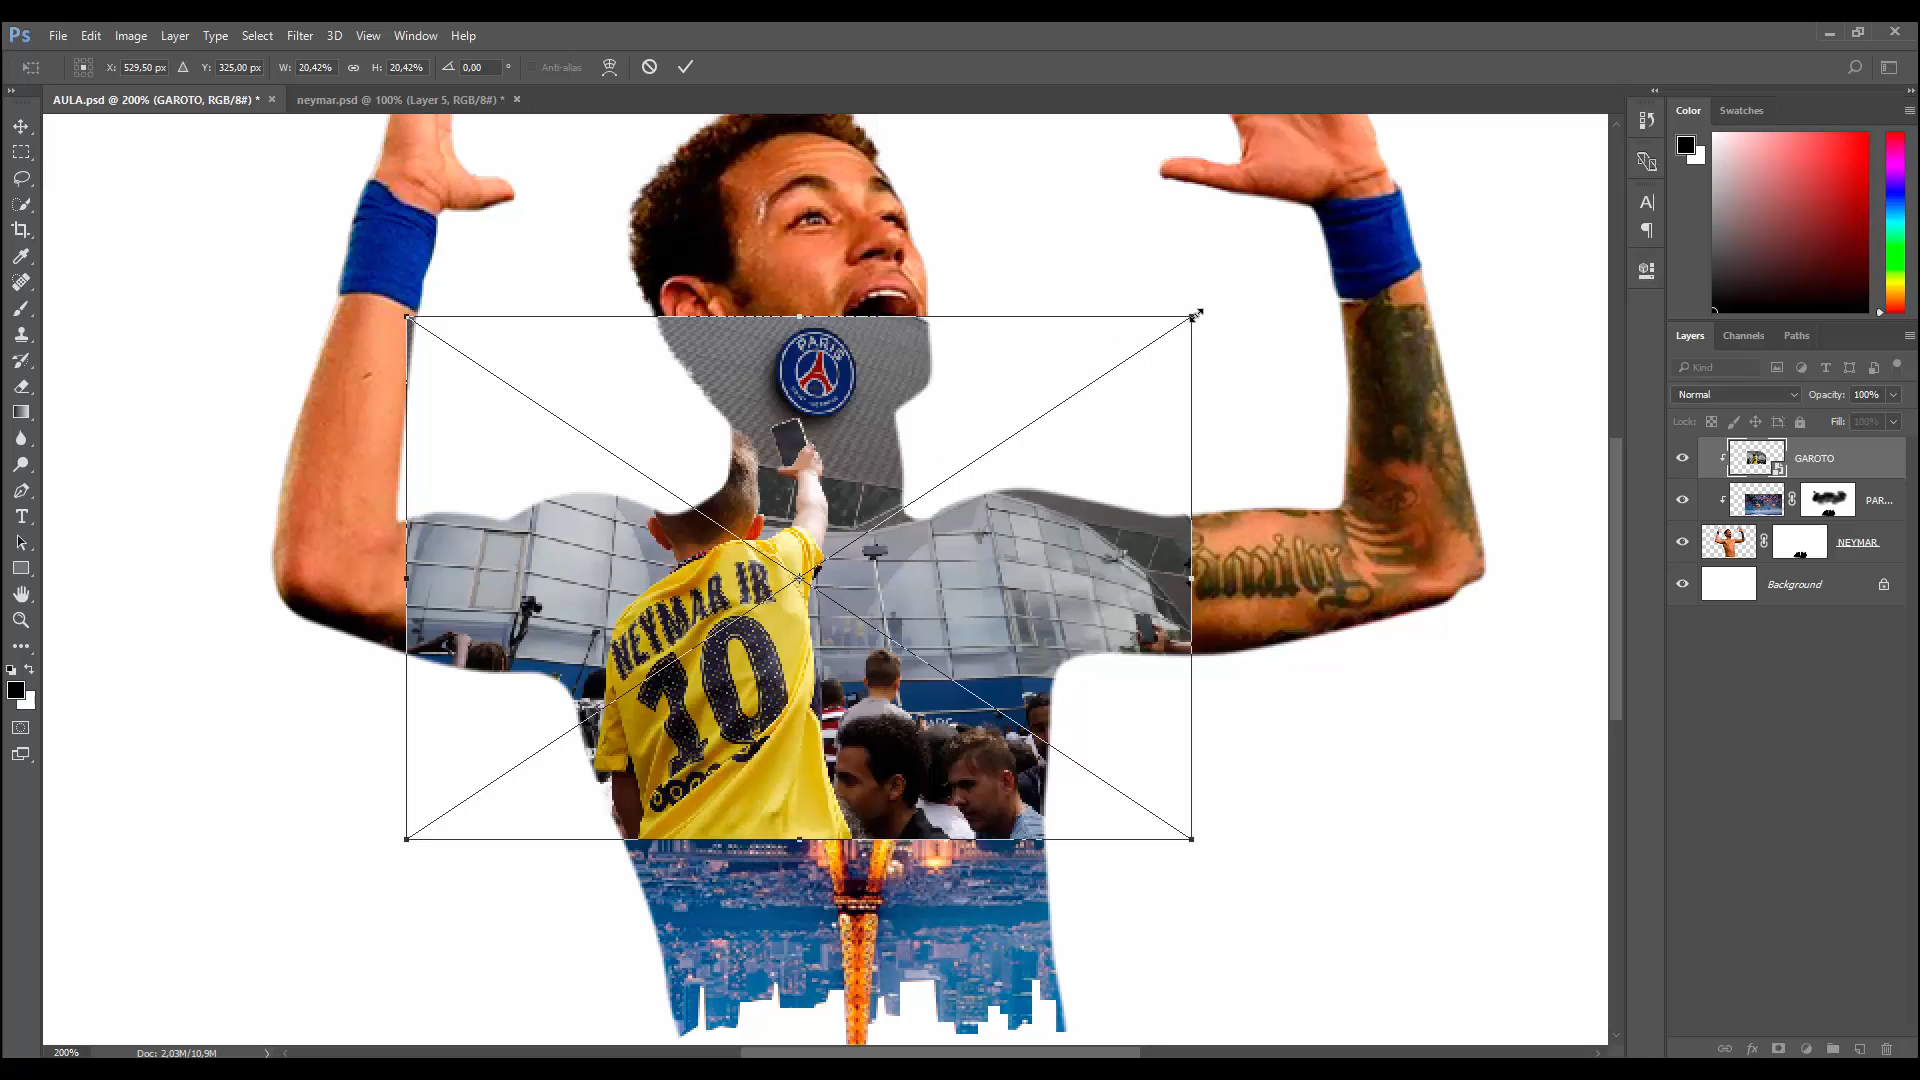 Ps File Edit Image Layer Type Select Filter 3D View Window Help
X: 529,50 px Y: 325,00 px W: 20,42% H: 20,42% 0,00 ° Anti-alias
AULA.psd @ 200% (GAROTO, RGB/8#) * × neymar.psd @ 100% (Layer 5, RGB/8#) * ×
Color Swatches
PARIS
NEYMAR JR
10
Layers Channels Paths
Kind
Normal Opacity: 100%
Lock: Fill: 100%
GAROTO
PAR...
NEYMAR
Background
200% Doc: 2,03M/10,9M